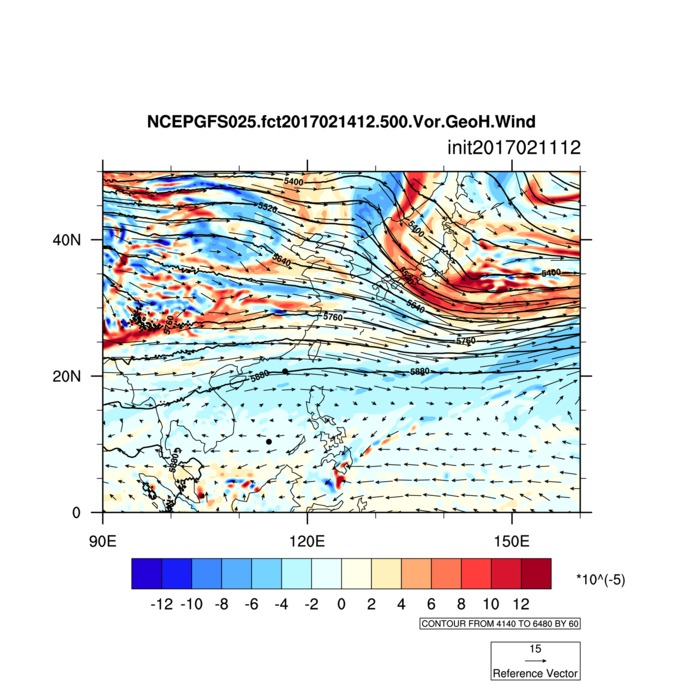 NCEPGFS025.fct2017021412.500.Vor.GeoH.Wind
init2017021112
5400
5520
5400
40N
5640
5400
5640
5760
5760
5760
5880
5880
20N
0
90E 120E 150E
-12 -10 -8 -6 -4 -2 0 2 4 6 8 10 12
*10^(-5)
CONTOUR FROM 4140 TO 6480 BY 60
15
Reference Vector